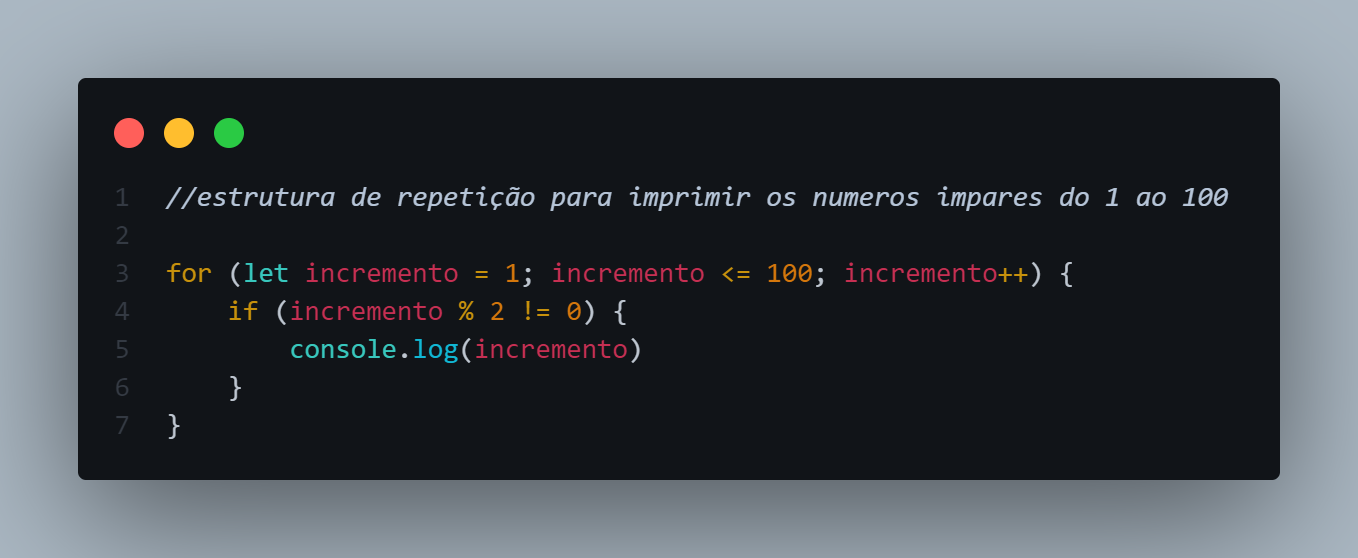 1 //estrutura de repetição para imprimir os numeros impares do 1 ao 100
2
3 for (let incremento = 1; incremento <= 100; incremento++) {
4     if (incremento % 2 != 0) {
5         console.log(incremento)
6     }
7 }